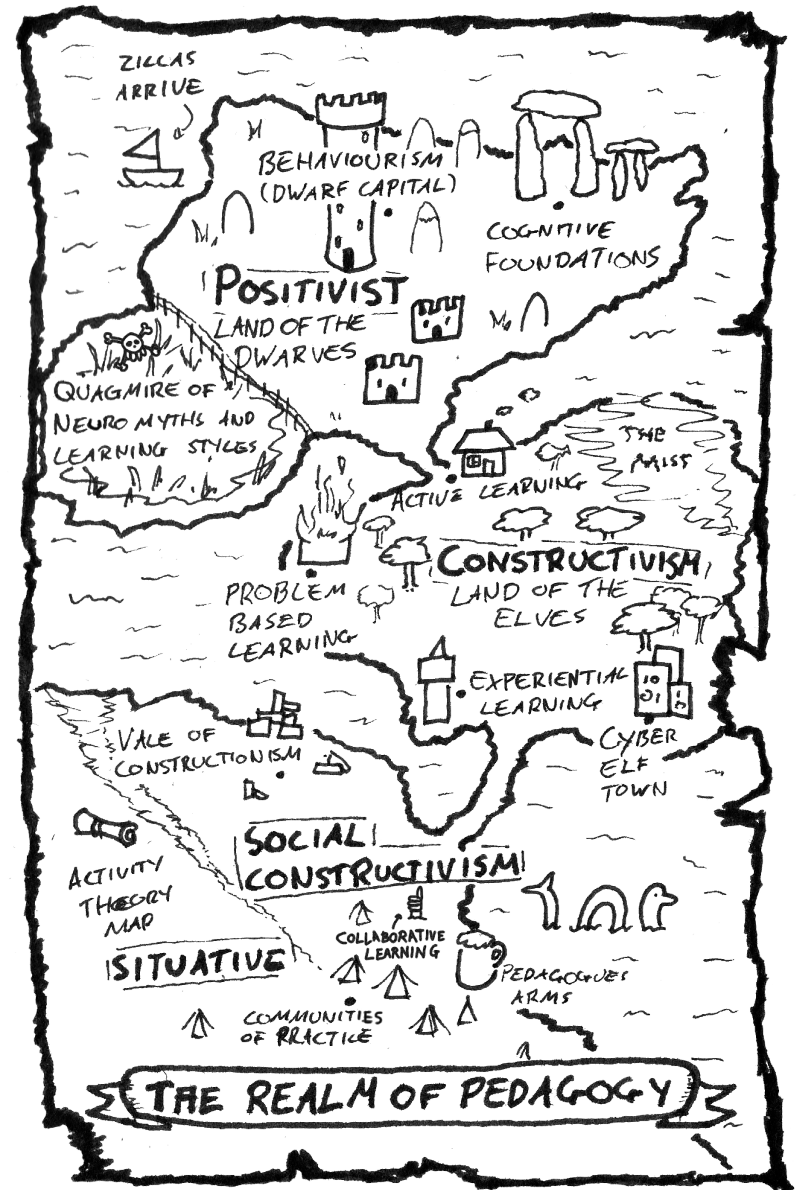 ZILLAS
ARRIVE
BEHAVIOURISM
(DWARF CAPITAL)
COGNITIVE
FOUNDATIONS
POSITIVIST
LAND OF THE
DWARVES
QUAGMIRE OF
NEURO MYTHS AND
LEARNING STYLES
THE
MIST
ACTIVE LEARNING
CONSTRUCTIVISM
LAND OF THE
ELVES
PROBLEM
BASED
LEARNING
EXPERIENTIAL
LEARNING
10
01
CYBER
ELF
TOWN
VALE OF
CONSTRUCTIONISM
SOCIAL
CONSTRUCTIVISM
ACTIVITY
THEORY
MAP
COLLABORATIVE
LEARNING
SITUATIVE
PEDAGOGUES
ARMS
COMMUNITIES
OF PRACTICE
THE REALM OF PEDAGOGY